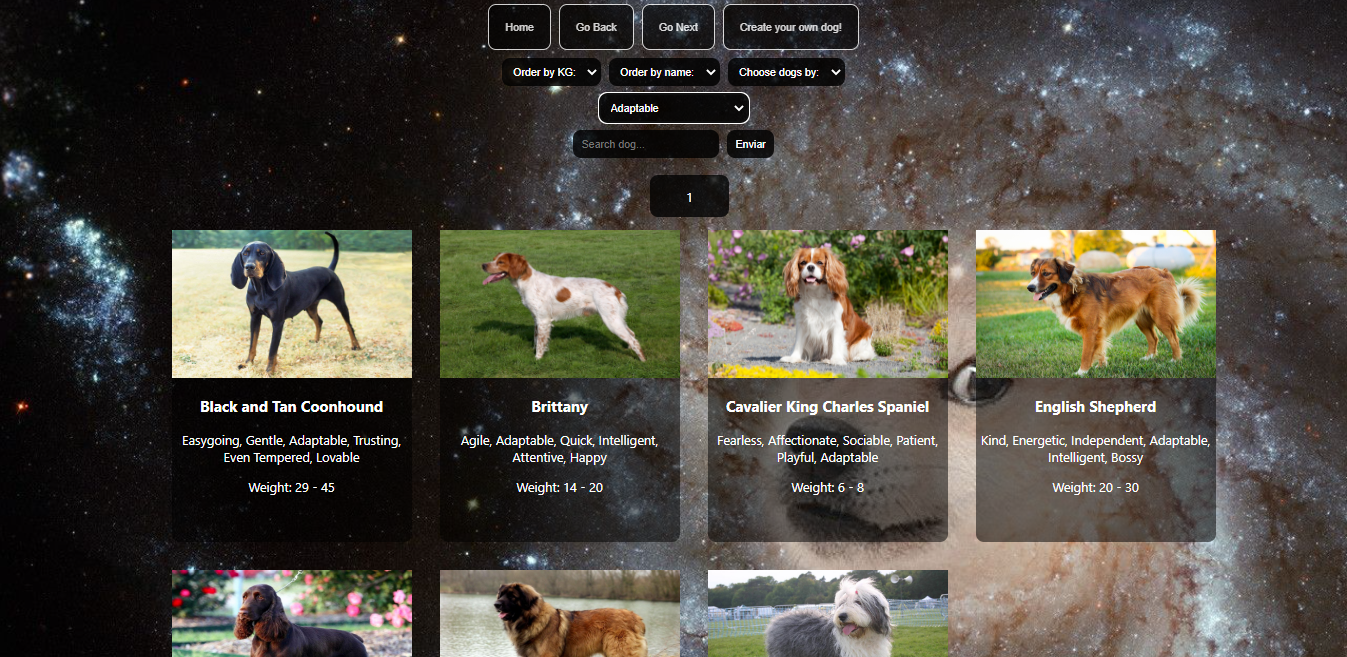 Home
Go Back
Go Next
Create your own dog!
Order by KG:
Order by name:
Choose dogs by:
Adaptable
Search dog...
Enviar
1
Black and Tan Coonhound
Easygoing, Gentle, Adaptable, Trusting,
Even Tempered, Lovable
Weight: 29 - 45
Brittany
Agile, Adaptable, Quick, Intelligent,
Attentive, Happy
Weight: 14 - 20
Cavalier King Charles Spaniel
Fearless, Affectionate, Sociable, Patient,
Playful, Adaptable
Weight: 6 - 8
English Shepherd
Kind, Energetic, Independent, Adaptable,
Intelligent, Bossy
Weight: 20 - 30